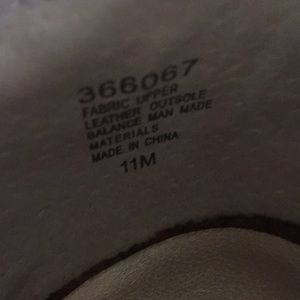 366067
FABRIC UPPER
LEATHER OUTSOLE
BALANCE MAN MADE
MATERIALS
MADE IN CHINA
11M